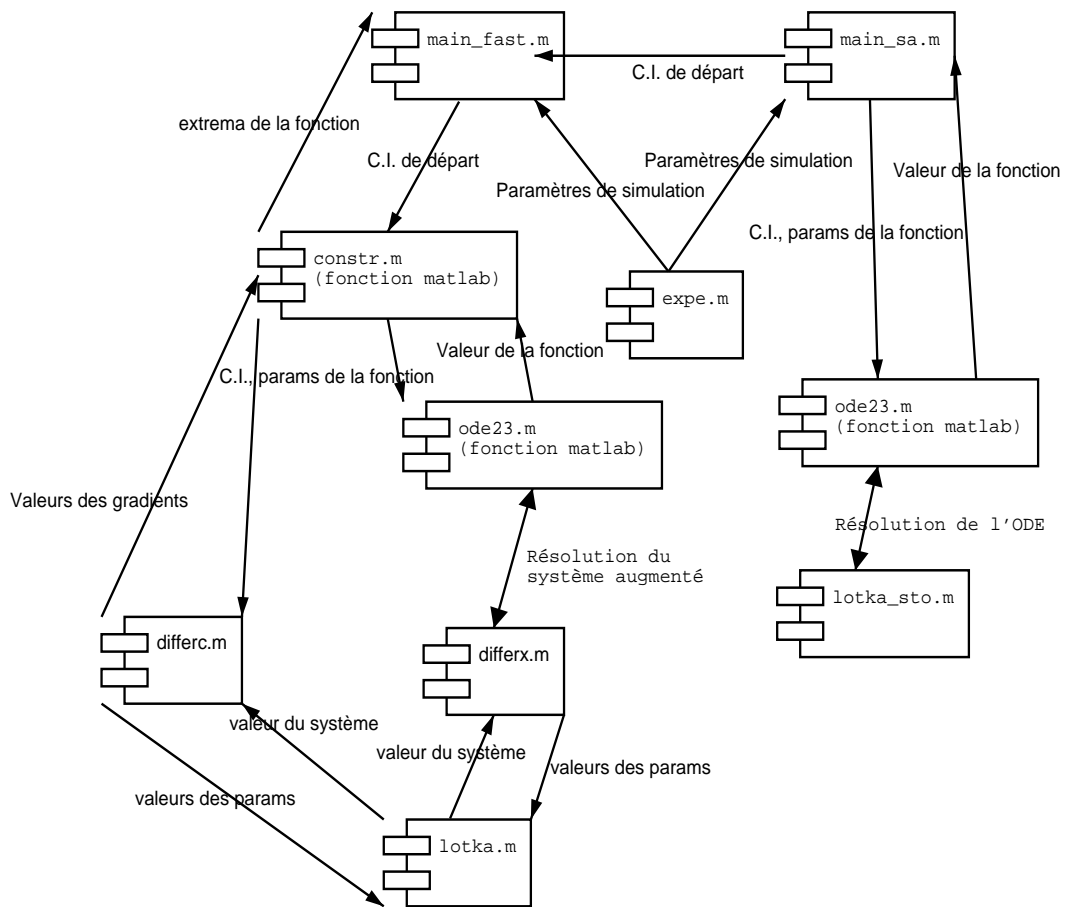 main_fast.m
main_sa.m
C.I. de départ
extrema de la fonction
C.I. de départ
Paramètres de simulation
Valeur de la fonction
Paramètres de simulation
C.I., params de la fonction
constr.m
(fonction matlab)
expe.m
Valeur de la fonction
C.I., params de la fonction
ode23.m
(fonction matlab)
ode23.m
(fonction matlab)
Valeurs des gradients
Résolution de l'ODE
Résolution du
système augmenté
lotka_sto.m
differc.m
differx.m
valeur du système
valeur du système
valeurs des params
valeurs des params
lotka.m